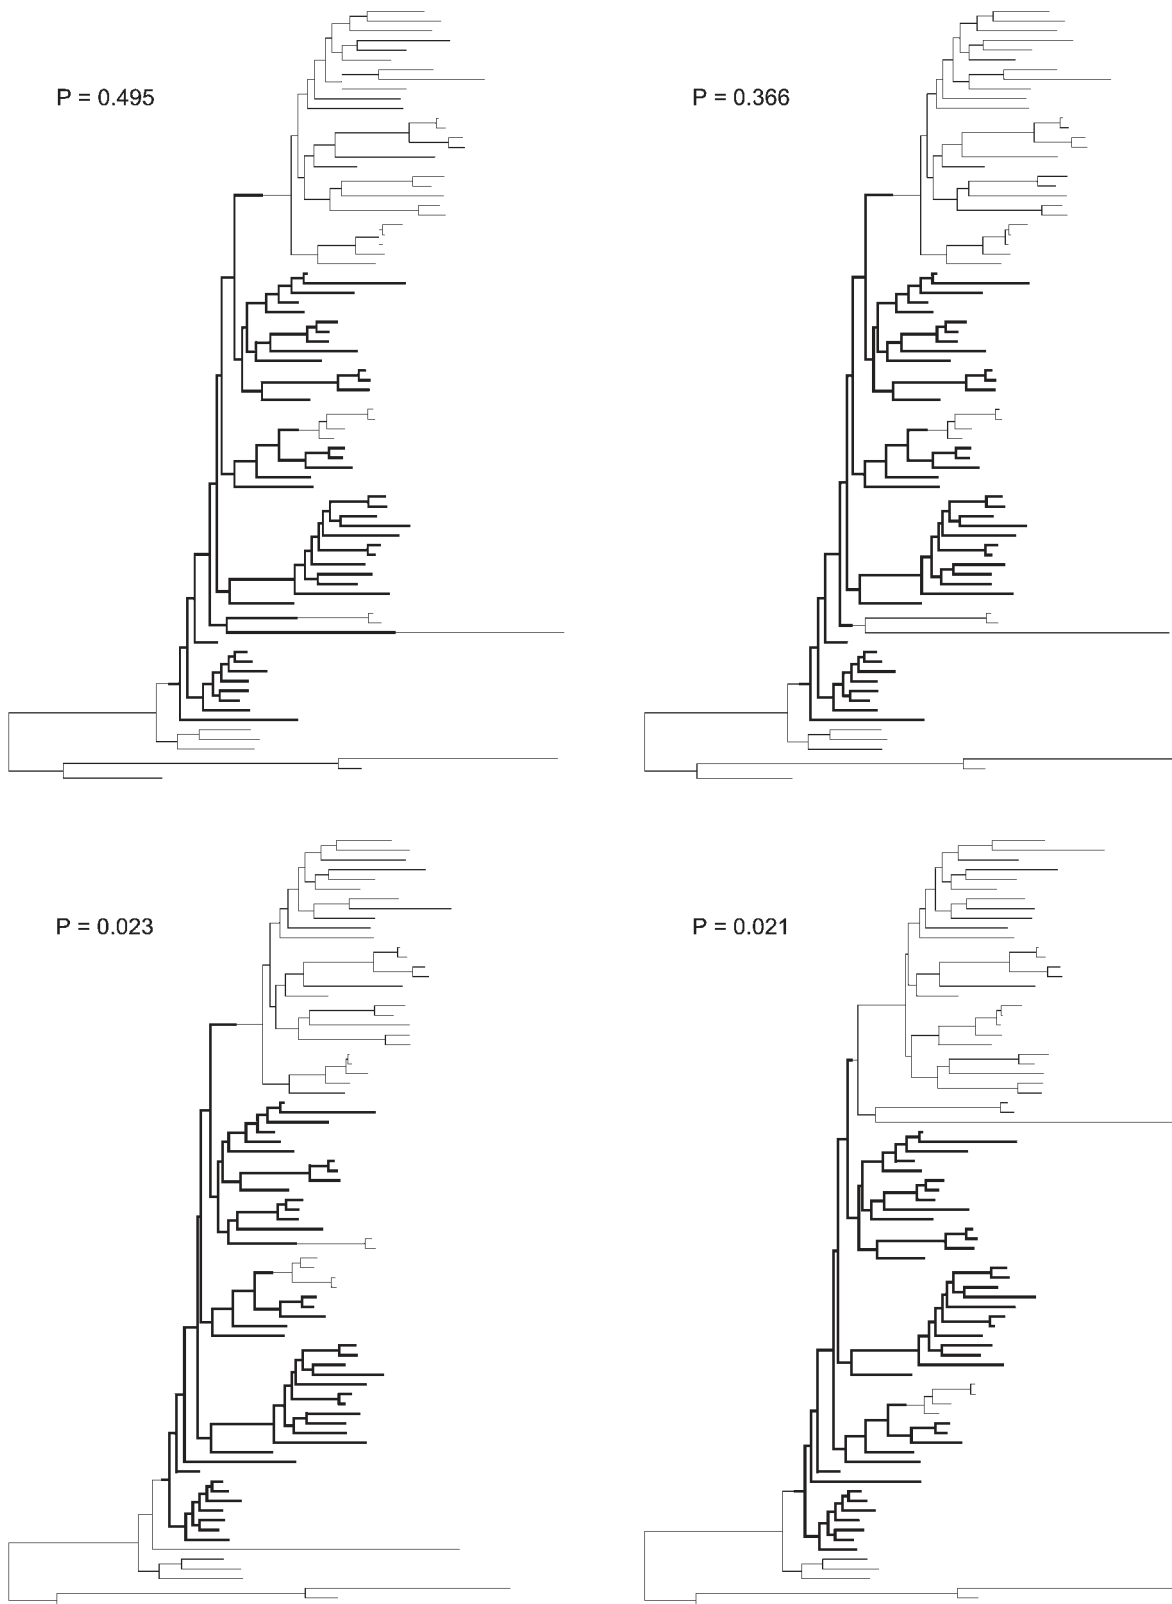 P = 0.495
P = 0.366
P = 0.023
P = 0.021